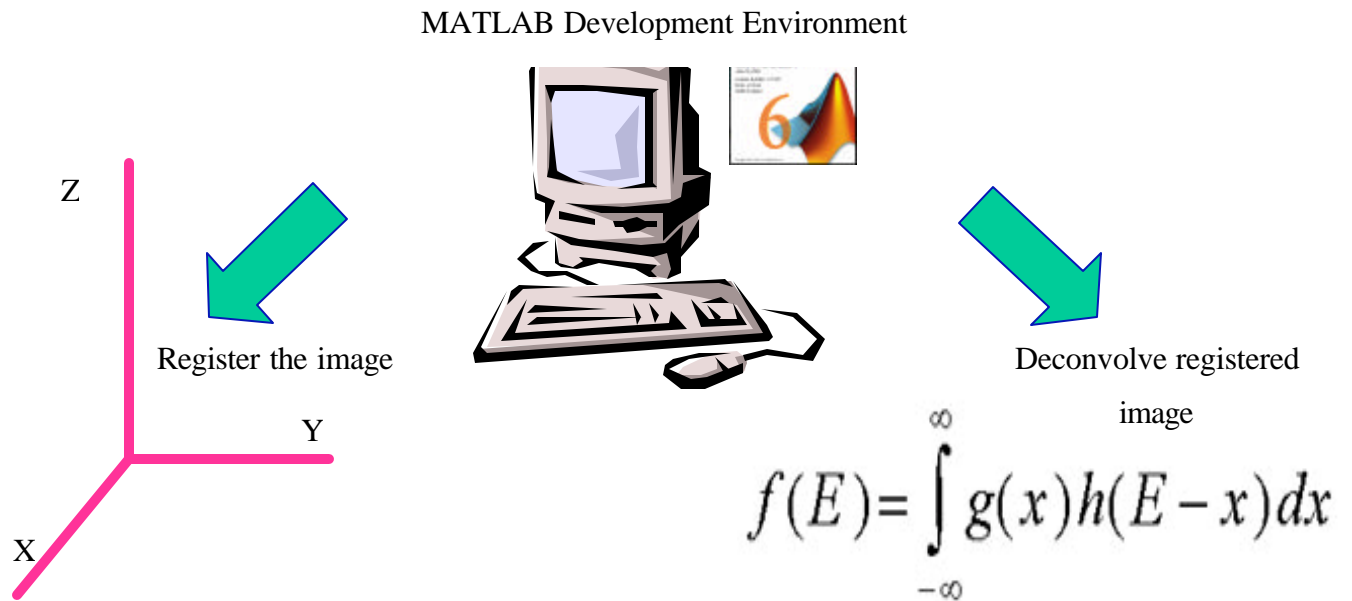 MATLAB Development Environment
6
Z
Register the image
Y
X
Deconvolve registered
image
f(E)=∫_{-∞}^{∞} g(x)h(E−x)dx